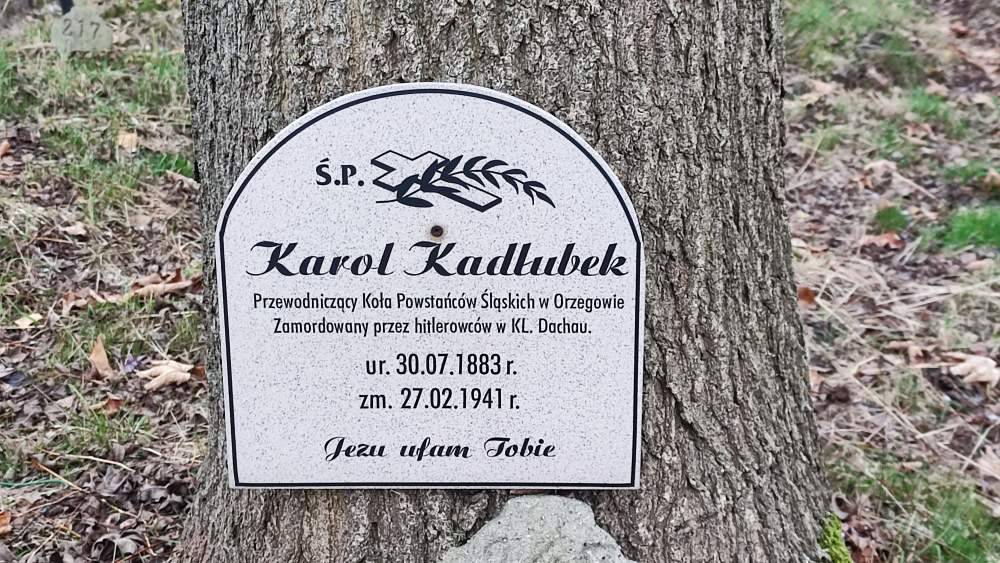 217
Ś.P.
Karol Kadłubek
Przewodniczący Koła Powstańców Śląskich w Orzegowie
Zamordowany przez hitlerowców w KL. Dachau.
ur. 30.07.1883 r.
zm. 27.02.1941 r.
Jezu ufam Tobie